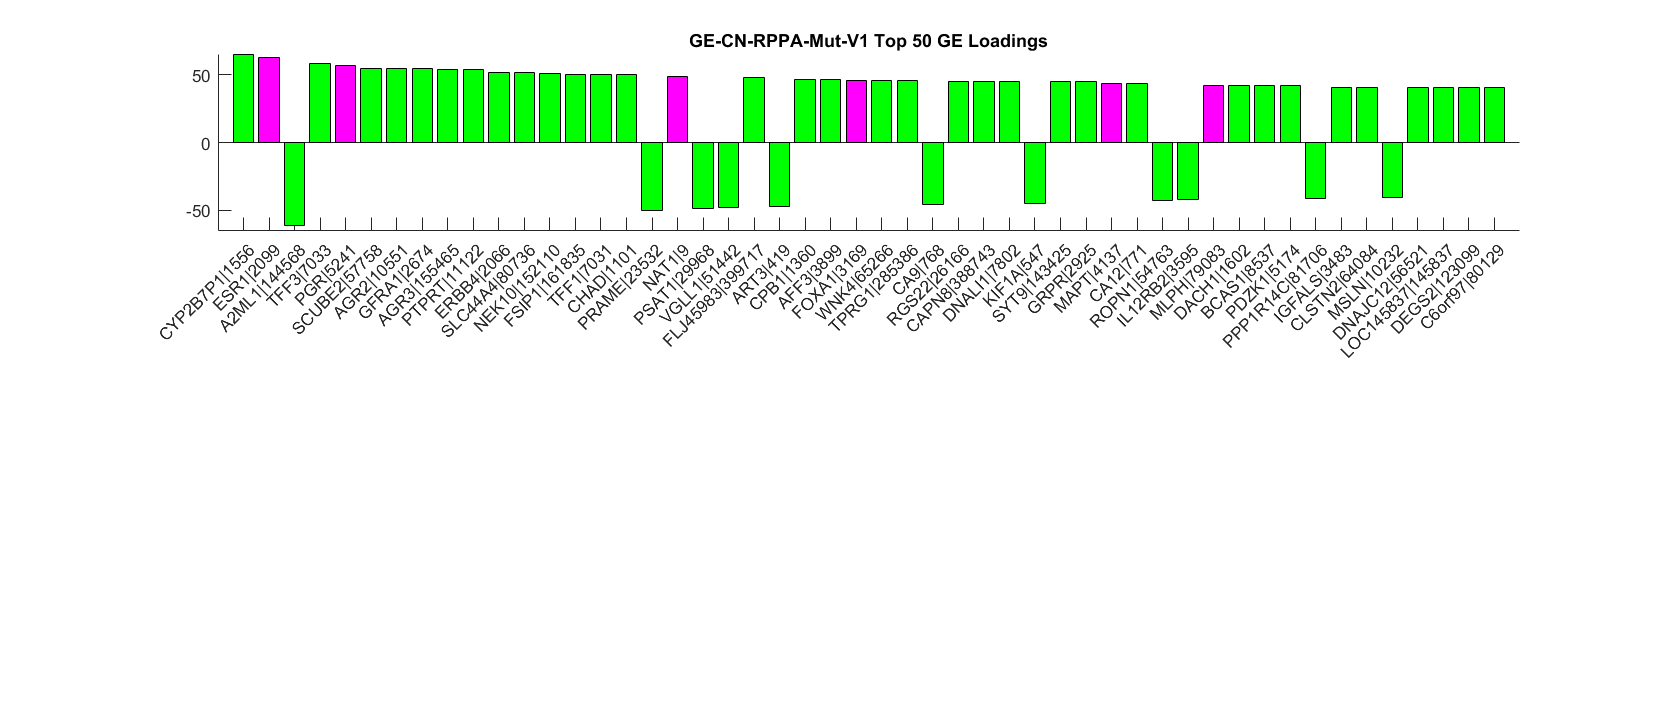 GE-CN-RPPA-Mut-V1 Top 50 GE Loadings
50
0
-50
CYP2B7P1|1556
ESR1|2099
A2ML1|144568
TFF3|7033
PGR|5241
SCUBE2|57758
AGR2|10551
GFRA1|2674
AGR3|155465
PTPRT|11122
ERBB4|2066
SLC44A4|80736
NEK10|152110
FSIP1|161835
TFF1|7031
CHAD|1101
PRAME|23532
NAT1|9
PSAT1|29968
VGLL1|51442
FLJ45983|399717
ART3|419
CPB1|1360
AFF3|3899
FOXA1|3169
WNK4|65266
TPRG1|285386
CA9|768
RGS22|26166
CAPN8|388743
DNALI1|7802
KIF1A|547
SYT9|143425
GRPR|2925
MAPT|4137
CA12|771
ROPN1|54763
IL12RB2|3595
MLPH|79083
DACH1|1602
BCAS1|8537
PDZK1|5174
PPP1R14C|81706
IGFALS|3483
CLSTN2|64084
MSLN|10232
DNAJC12|56521
LOC145837|145837
DEGS2|123099
C6orf97|80129